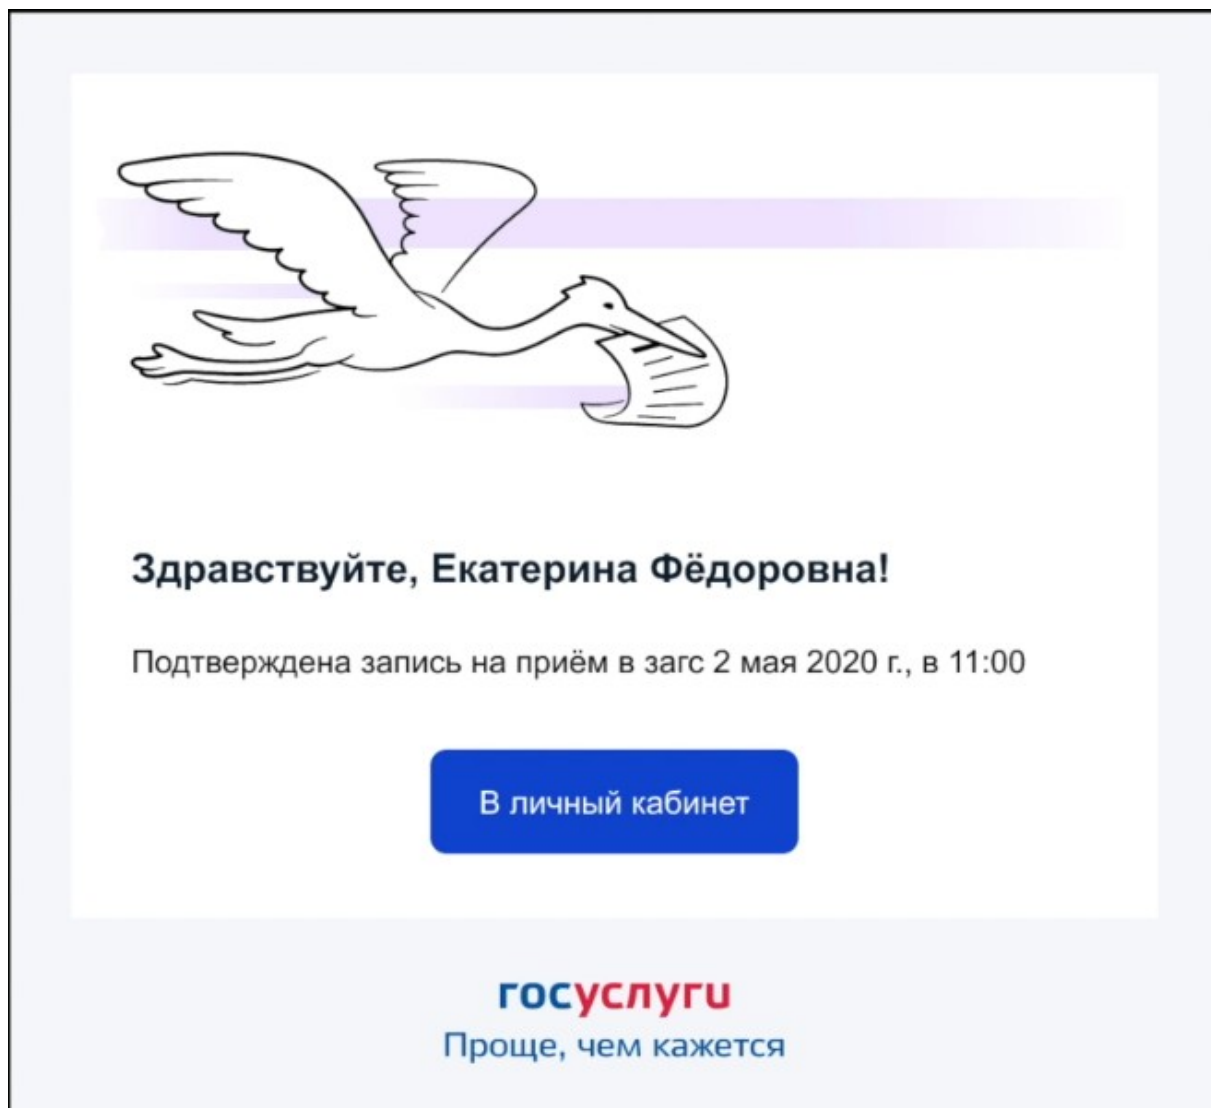 Здравствуйте, Екатерина Фёдоровна!
Подтверждена запись на приём в загс 2 мая 2020 г., в 11:00
В личный кабинет
госуслуги
Проще, чем кажется